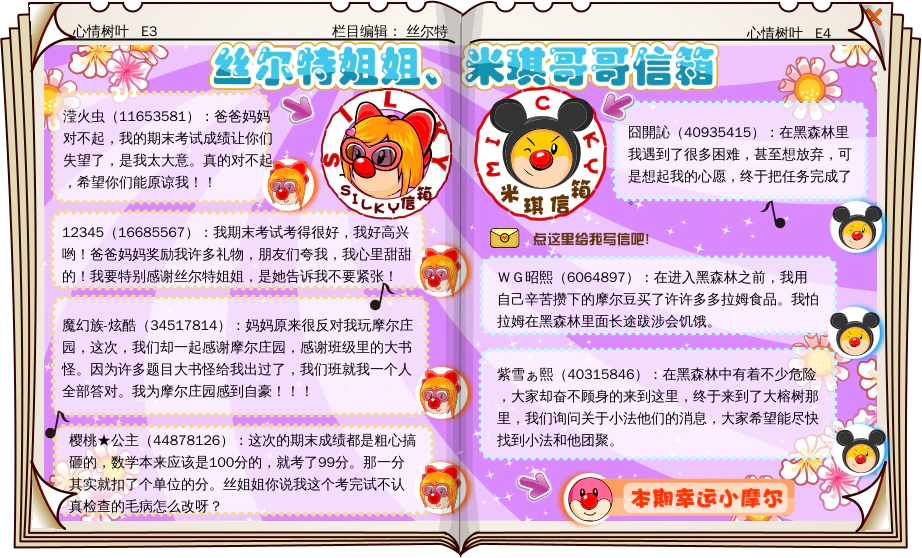 心情树叶 E3
栏目编辑： 丝尔特
心情树叶 E4
丝尔特姐姐、米琪哥哥信箱
滢火虫（11653581）：爸爸妈妈
对不起，我的期末考试成绩让你们
失望了，是我太大意。真的对不起
，希望你们能原谅我！！
SILKY
SILKY信箱
12345（16685567）：我期末考试考得很好，我好高兴
哟！爸爸妈妈奖励我许多礼物，朋友们夸我，我心里甜甜
的！我要特别感谢丝尔特姐姐，是她告诉我不要紧张！
魔幻族-炫酷（34517814）：妈妈原来很反对我玩摩尔庄
园，这次，我们却一起感谢摩尔庄园，感谢班级里的大书
怪。因为许多题目大书怪给我出过了，我们班就我一个人
全部答对。我为摩尔庄园感到自豪！！！
樱桃★公主（44878126）：这次的期末成绩都是粗心搞
砸的，数学本来应该是100分的，就考了99分。那一分
其实就扣了个单位的分。丝姐姐你说我这个考完试不认
真检查的毛病怎么改呀？
MICKY
米琪信箱
囧開訫（40935415）：在黑森林里
我遇到了很多困难，甚至想放弃，可
是想起我的心愿，终于把任务完成了
。
点这里给我写信吧!
ＷＧ昭熙（6064897）：在进入黑森林之前，我用
自己辛苦攒下的摩尔豆买了许许多多拉姆食品。我怕
拉姆在黑森林里面长途跋涉会饥饿。
紫雪ぁ熙（40315846）：在黑森林中有着不少危险
，大家却奋不顾身的来到这里，终于来到了大榕树那
里，我们询问关于小法他们的消息，大家希望能尽快
找到小法和他团聚。
本期幸运小摩尔